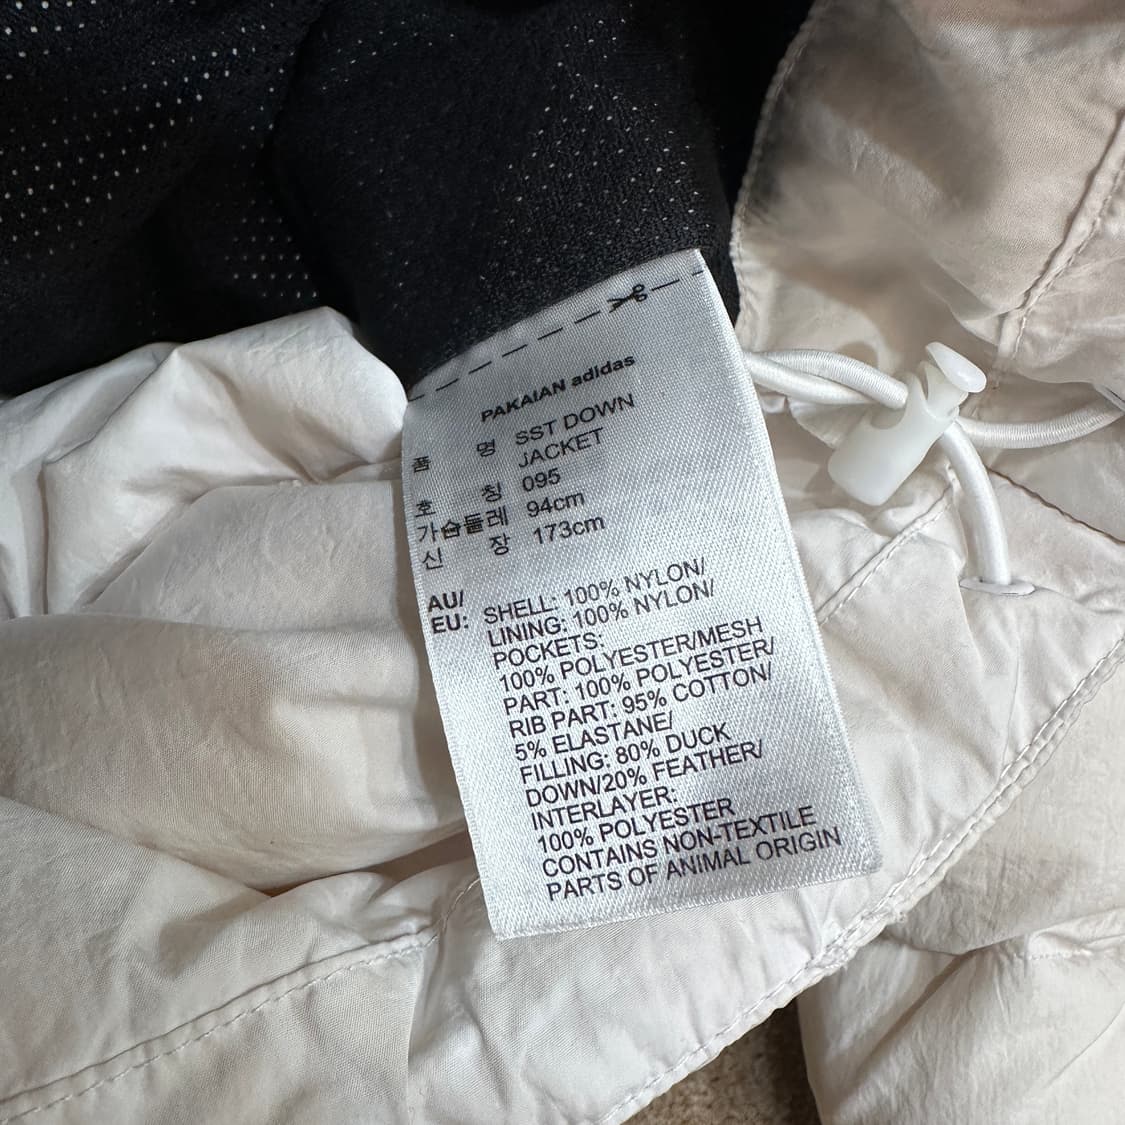 PAKAIAN adidas
품 명 SST DOWN
JACKET
호 칭 095
가슴둘레 94cm
신 장 173cm
AU/
EU: SHELL: 100% NYLON/
LINING: 100% NYLON/
POCKETS:
100% POLYESTER/MESH
PART: 100% POLYESTER/
RIB PART: 95% COTTON/
5% ELASTANE/
FILLING: 80% DUCK
DOWN/20% FEATHER/
INTERLAYER:
100% POLYESTER
CONTAINS NON-TEXTILE
PARTS OF ANIMAL ORIGIN